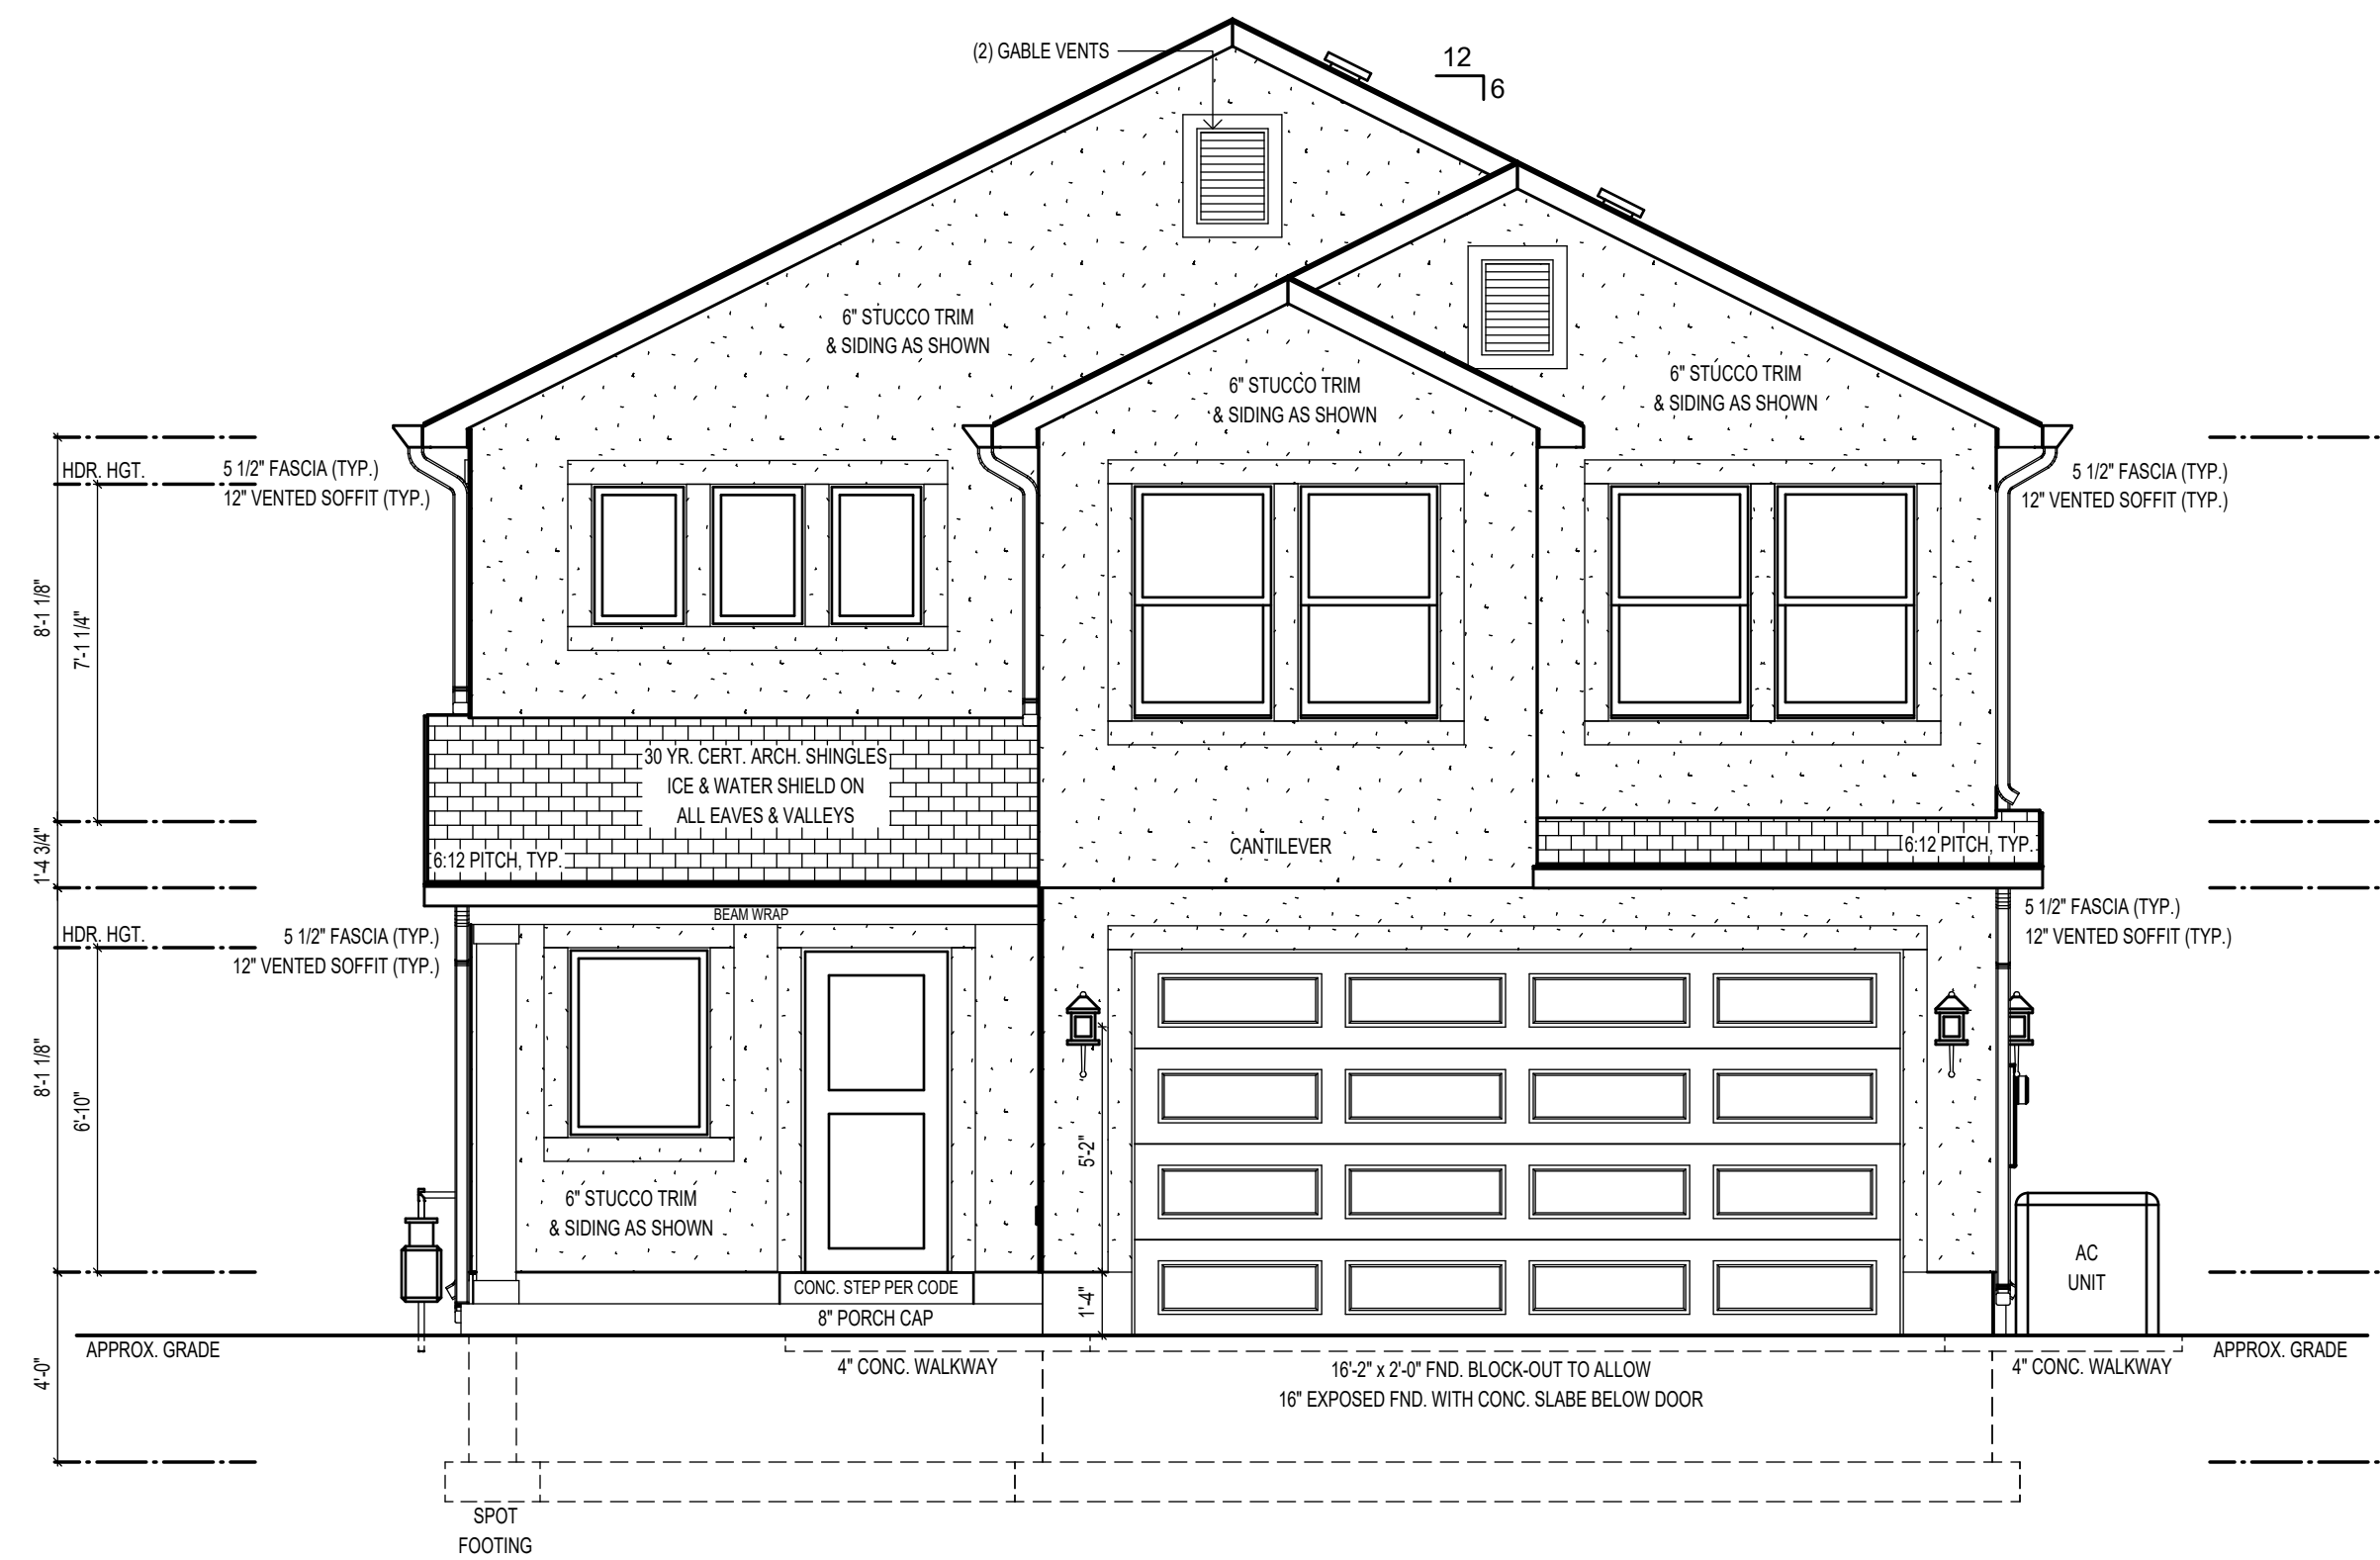 (2) GABLE VENTS
12
6
6" STUCCO TRIM
& SIDING AS SHOWN
6" STUCCO TRIM
& SIDING AS SHOWN
6" STUCCO TRIM
& SIDING AS SHOWN
HDR. HGT.
5 1/2" FASCIA (TYP.)
12" VENTED SOFFIT (TYP.)
5 1/2" FASCIA (TYP.)
12" VENTED SOFFIT (TYP.)
8'-1 1/8"
7'-1 1/4"
30 YR. CERT. ARCH. SHINGLES
ICE & WATER SHIELD ON
ALL EAVES & VALLEYS
6:12 PITCH, TYP.
CANTILEVER
6:12 PITCH, TYP.
1'-4 3/4"
BEAM WRAP
HDR. HGT.
5 1/2" FASCIA (TYP.)
12" VENTED SOFFIT (TYP.)
5 1/2" FASCIA (TYP.)
12" VENTED SOFFIT (TYP.)
8'-1 1/8"
6'-10"
5'-2"
6" STUCCO TRIM
& SIDING AS SHOWN
AC
UNIT
CONC. STEP PER CODE
1'-4"
8" PORCH CAP
APPROX. GRADE
4" CONC. WALKWAY
16'-2" x 2'-0" FND. BLOCK-OUT TO ALLOW
16" EXPOSED FND. WITH CONC. SLABE BELOW DOOR
4" CONC. WALKWAY
APPROX. GRADE
4'-0"
SPOT
FOOTING